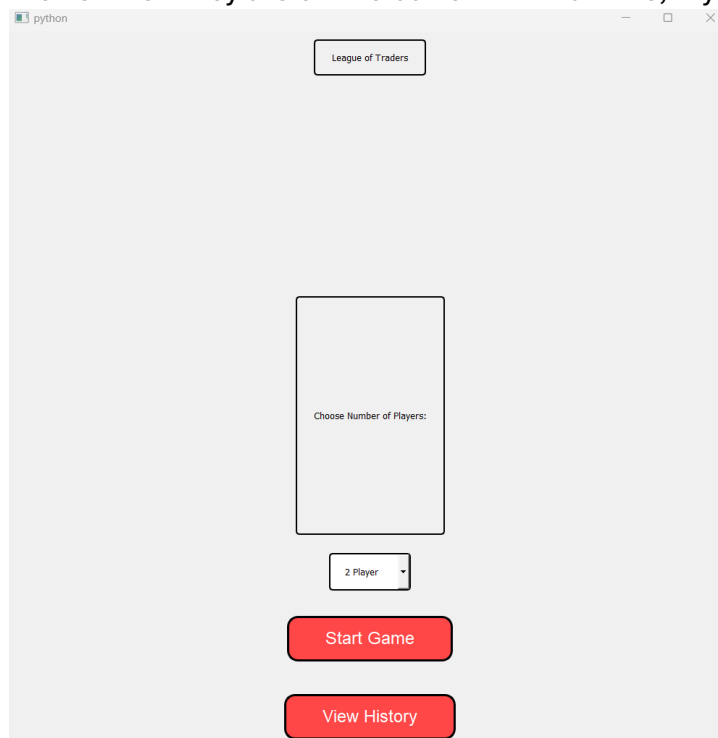 python
League of Traders
Choose Number of Players:
2 Player
Start Game
View History